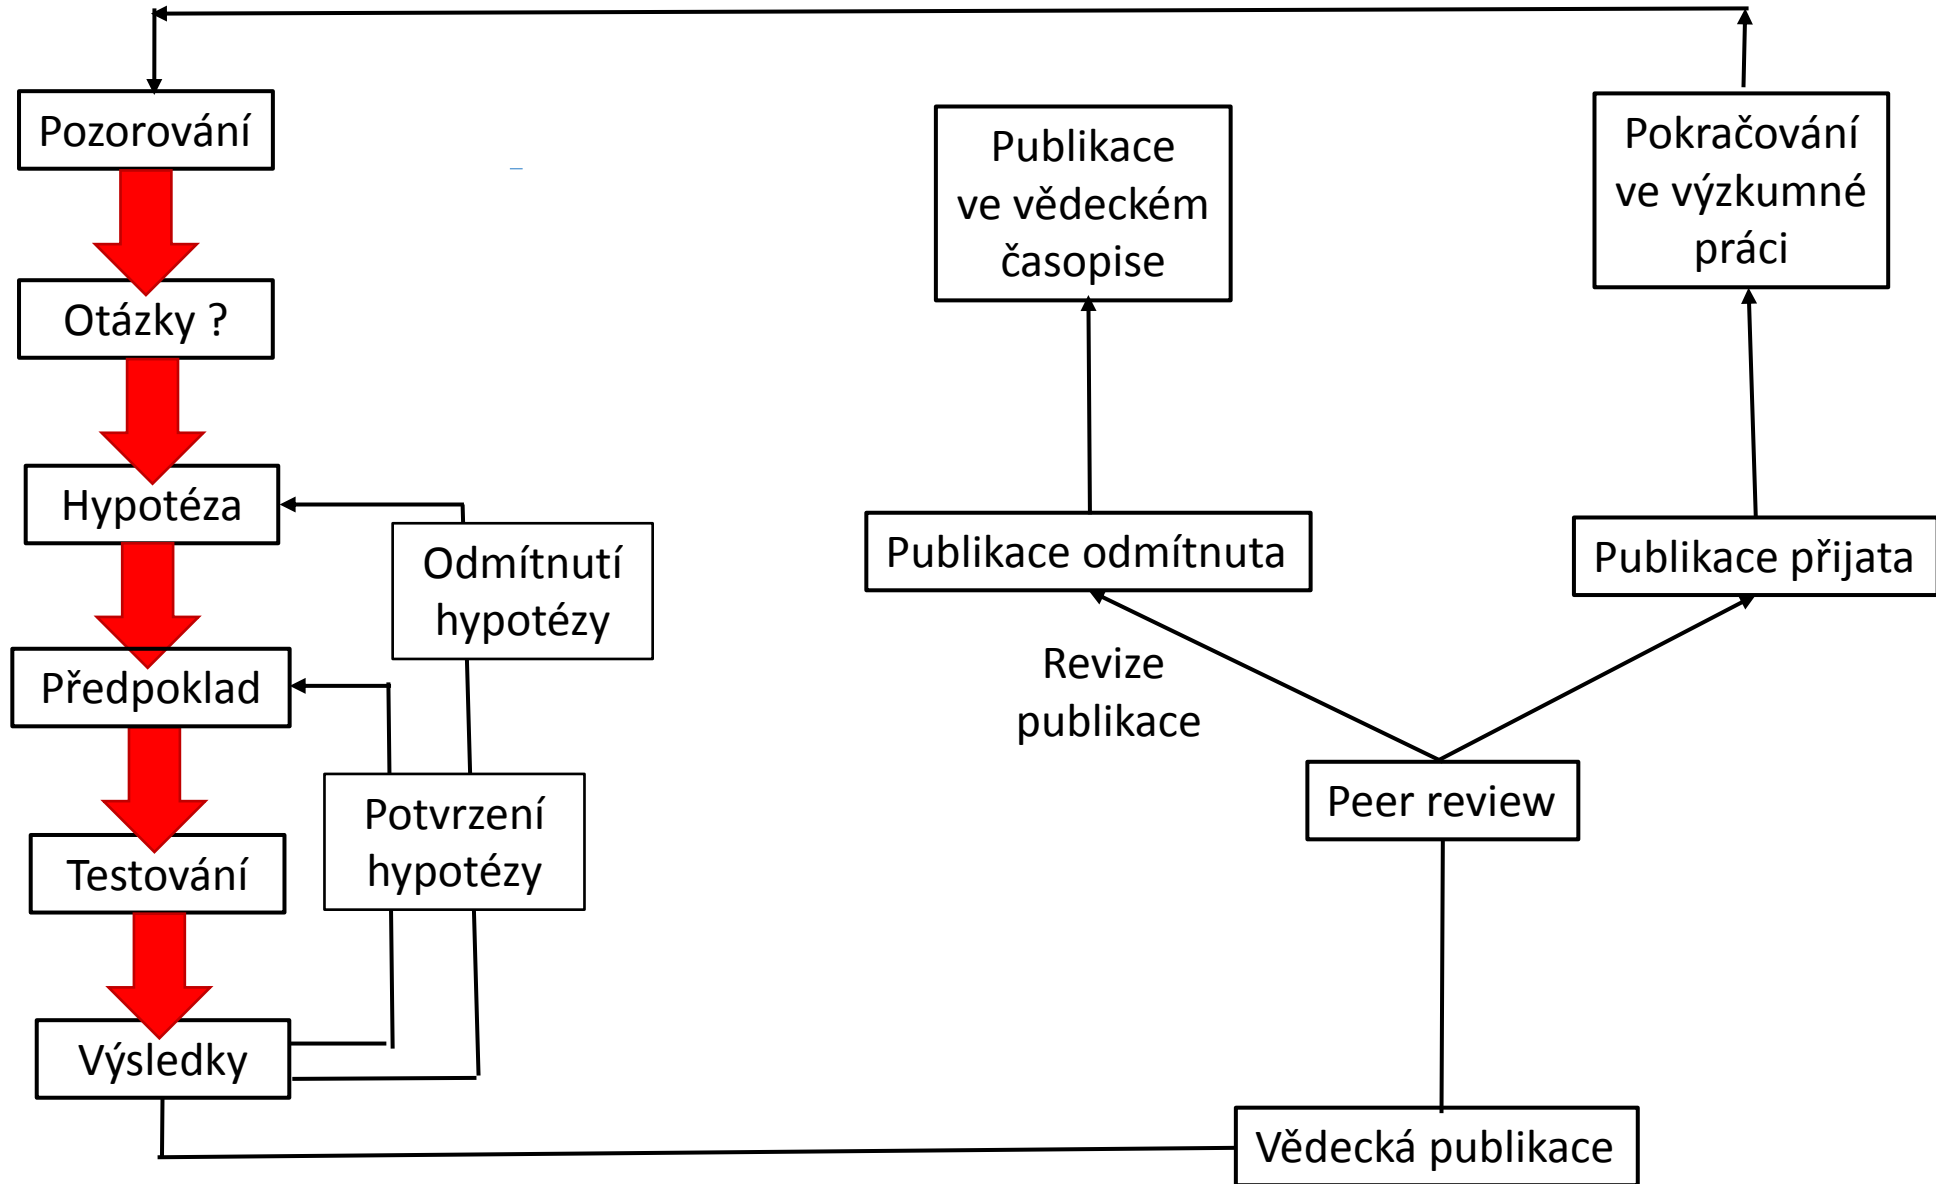 Pozorování
Otázky ?
Hypotéza
Předpoklad
Testování
Výsledky
Odmítnutí
hypotézy
Potvrzení
hypotézy
Publikace
ve vědeckém
časopise
Publikace odmítnuta
Revize
publikace
Pokračování
ve výzkumné
práci
Publikace přijata
Peer review
Vědecká publikace